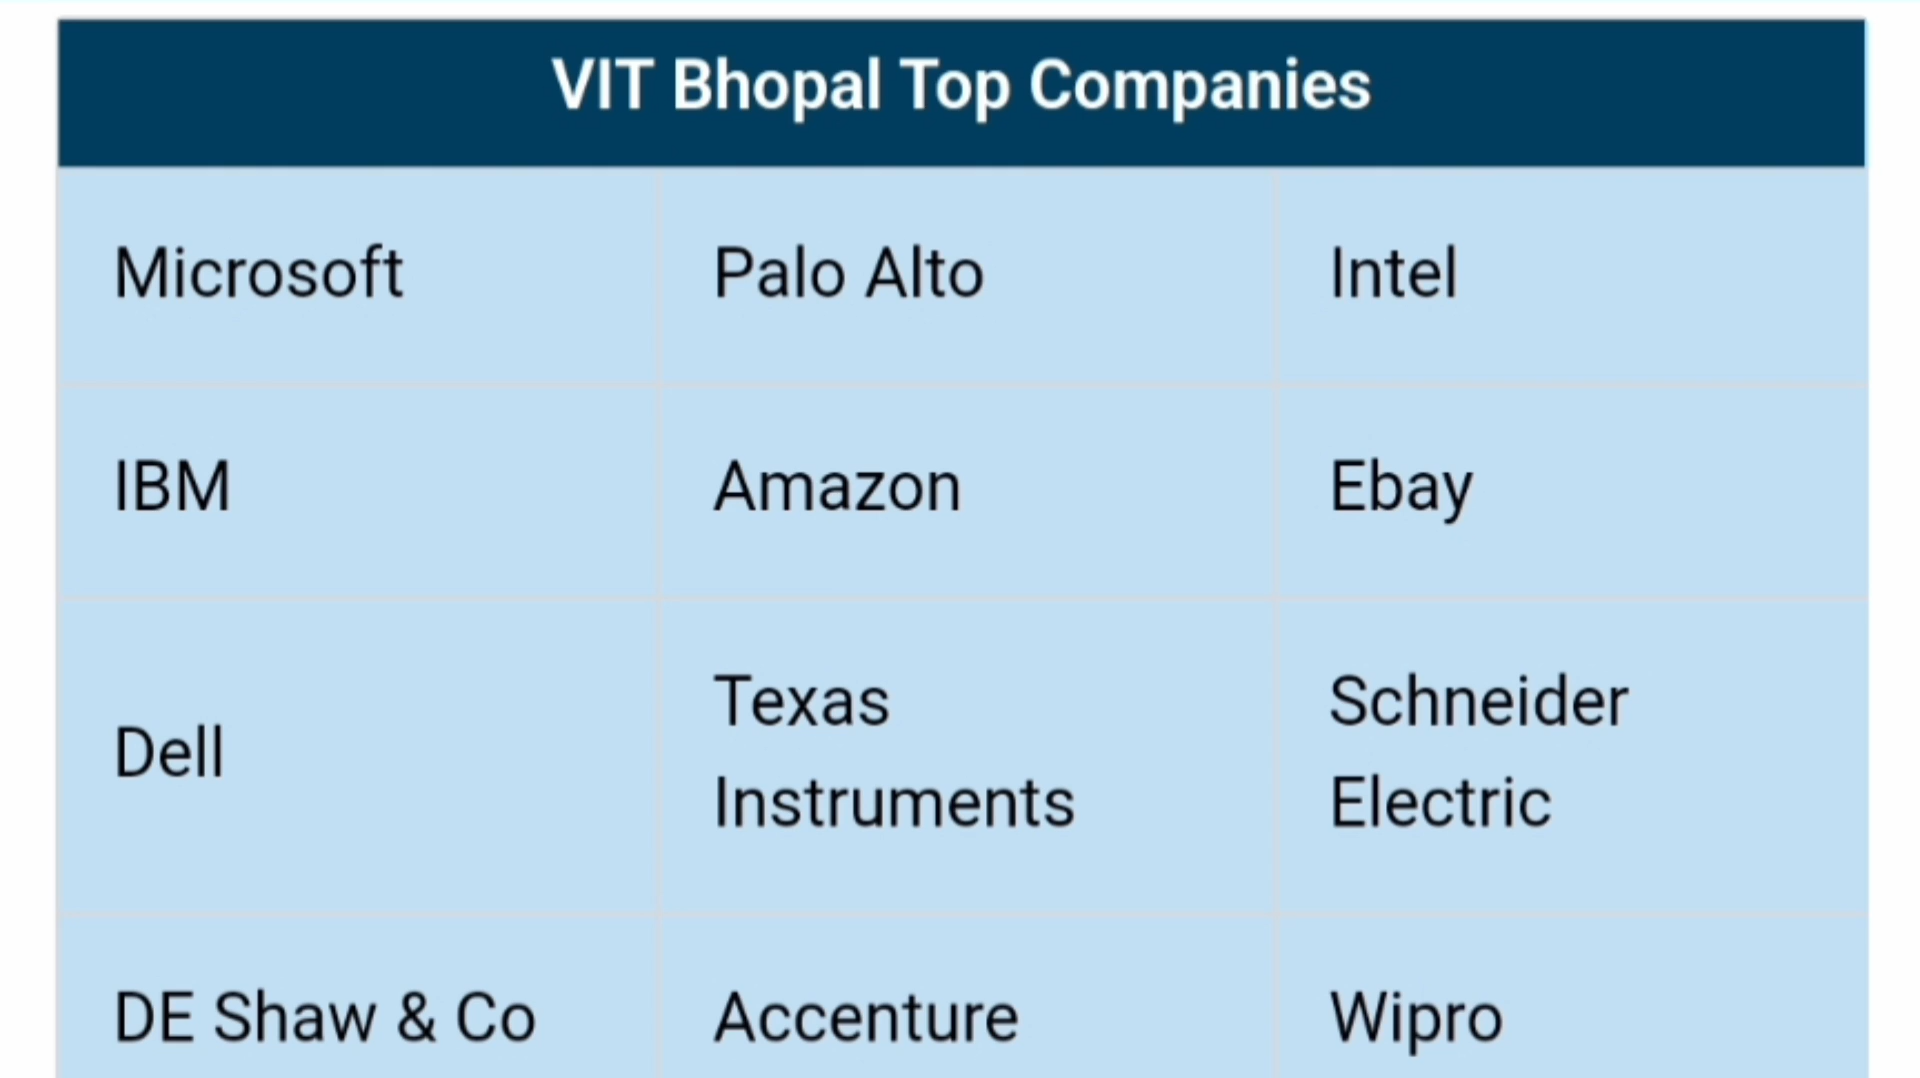 VIT Bhopal Top Companies
Microsoft Palo Alto Intel
IBM Amazon Ebay
Dell Texas Instruments Schneider Electric
DE Shaw & Co Accenture Wipro